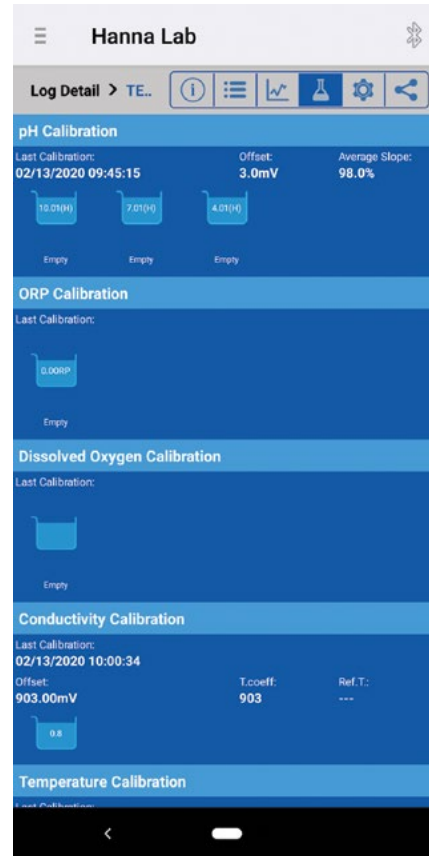 Hanna Lab
Log Detail > TE..
pH Calibration
Last Calibration: Offset: Average Slope:
02/13/2020 09:45:15 3.0mV 98.0%
10.01(H) 7.01(H) 4.01(H)
Empty Empty Empty
ORP Calibration
Last Calibration:
0.0ORP
Empty
Dissolved Oxygen Calibration
Last Calibration:
Empty
Conductivity Calibration
Last Calibration:
02/13/2020 10:00:34
Offset: T.coeff: Ref.T.:
903.00mV 903 ---
0.8
Temperature Calibration
Last Calibration: